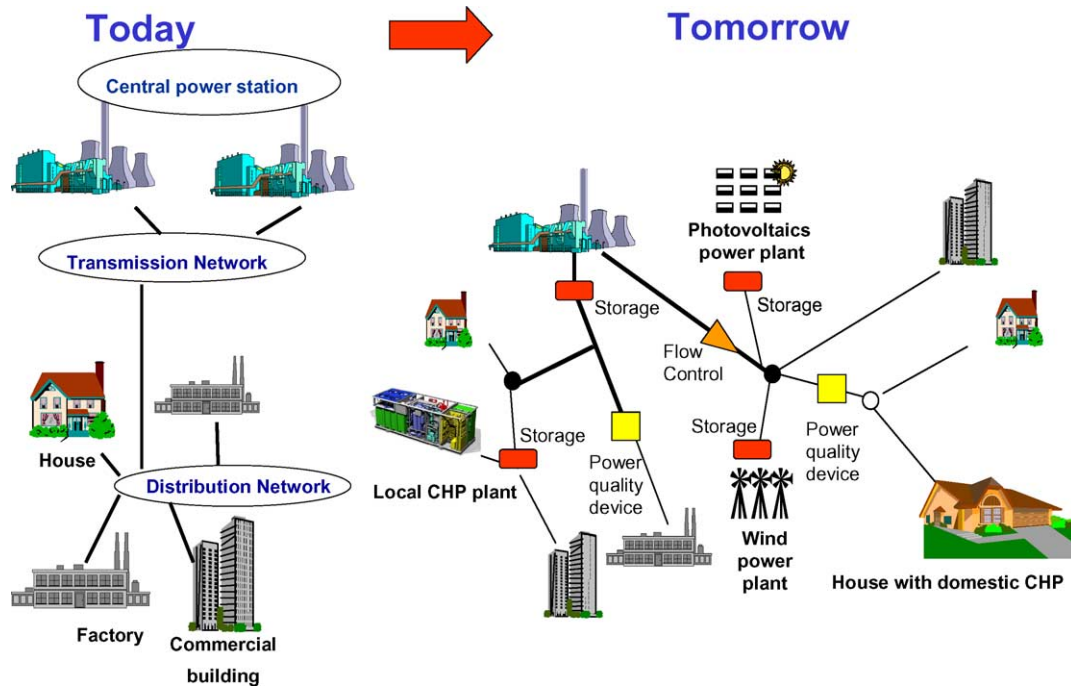 Today
Tomorrow
Central power station
Transmission Network
House
Distribution Network
Factory
Commercial
building
Photovoltaics
power plant
Storage
Storage
Flow
Control
Storage
Storage
Local CHP plant
Power
quality
device
Power
quality
device
Wind
power
plant
House with domestic CHP